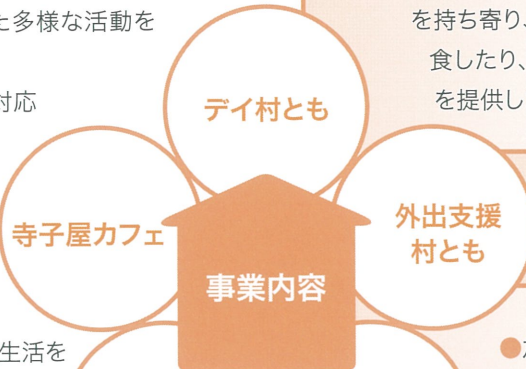 た多様な活動を
対応
を持ち寄り、
食したり、
を提供し
デイ村とも
寺子屋カフェ
外出支援
村とも
事業内容
生活を